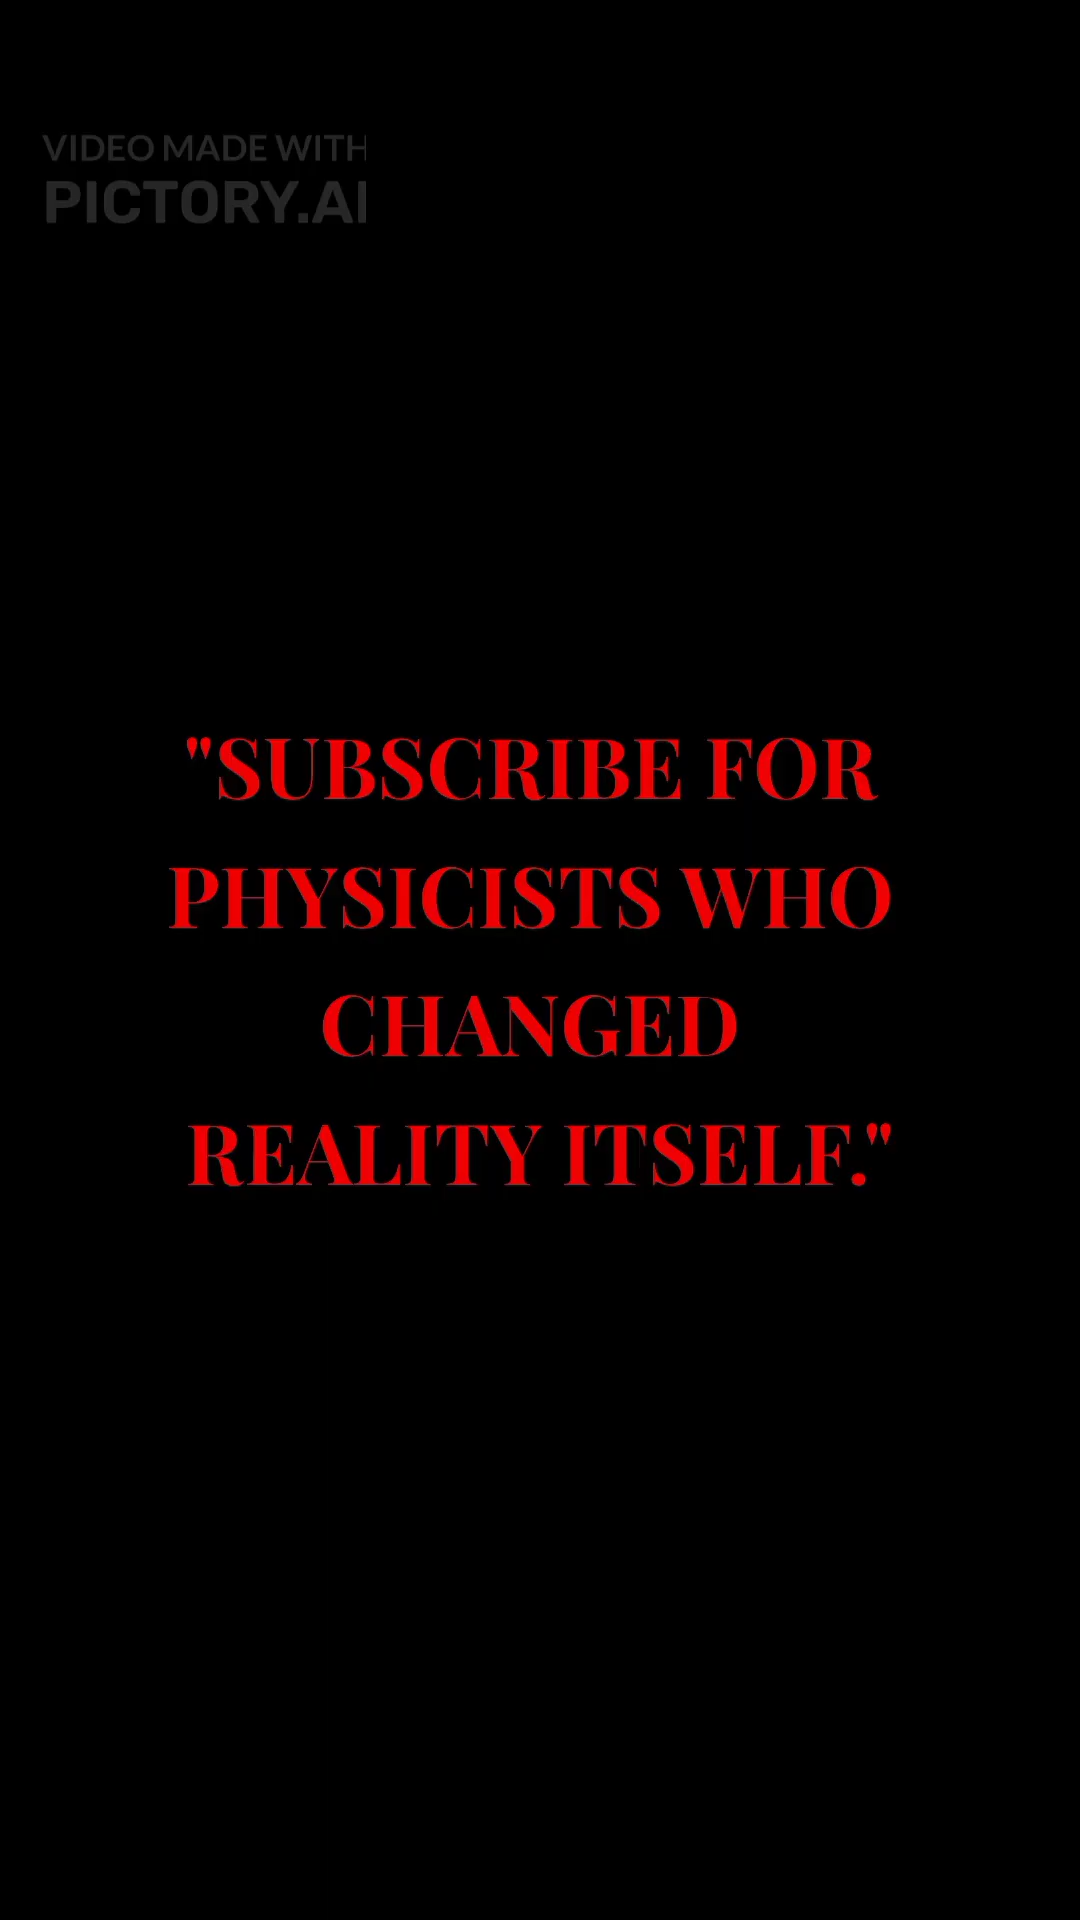 VIDEO MADE WITH
PICTORY.AI
"SUBSCRIBE FOR
PHYSICISTS WHO
CHANGED
REALITY ITSELF."